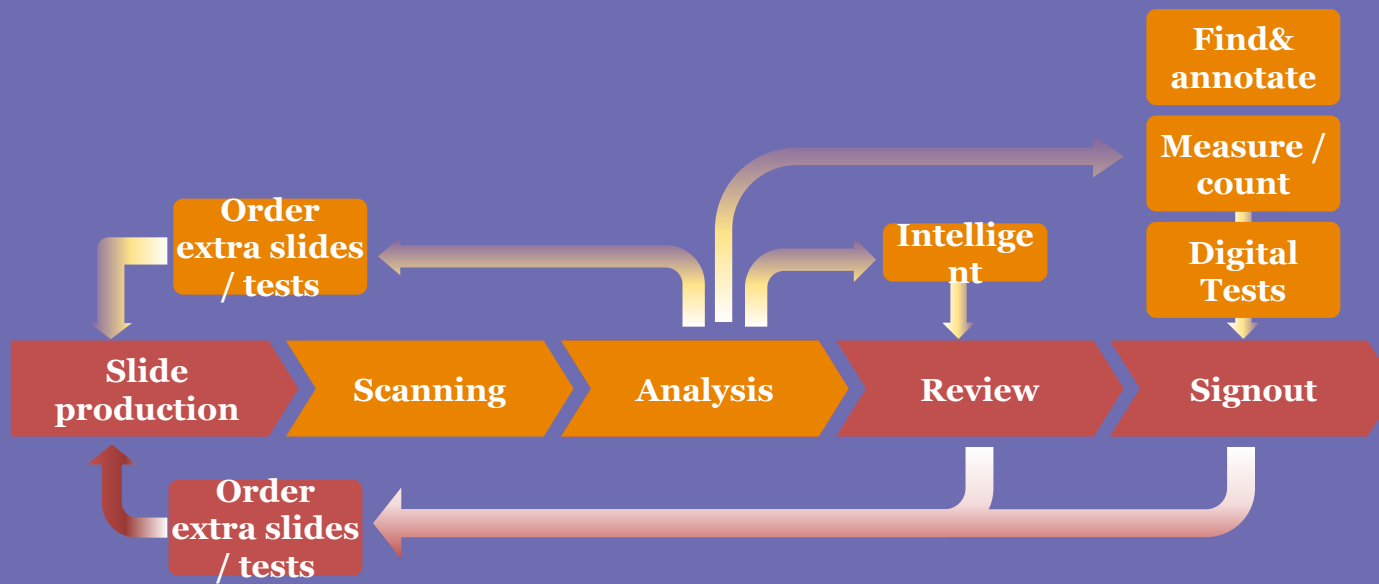 Find&
annotate
Measure /
count
Order
extra slides
/ tests
Intellige
nt
Digital
Tests
Slide
production
Scanning
Analysis
Review
Signout
Order
extra slides
/ tests